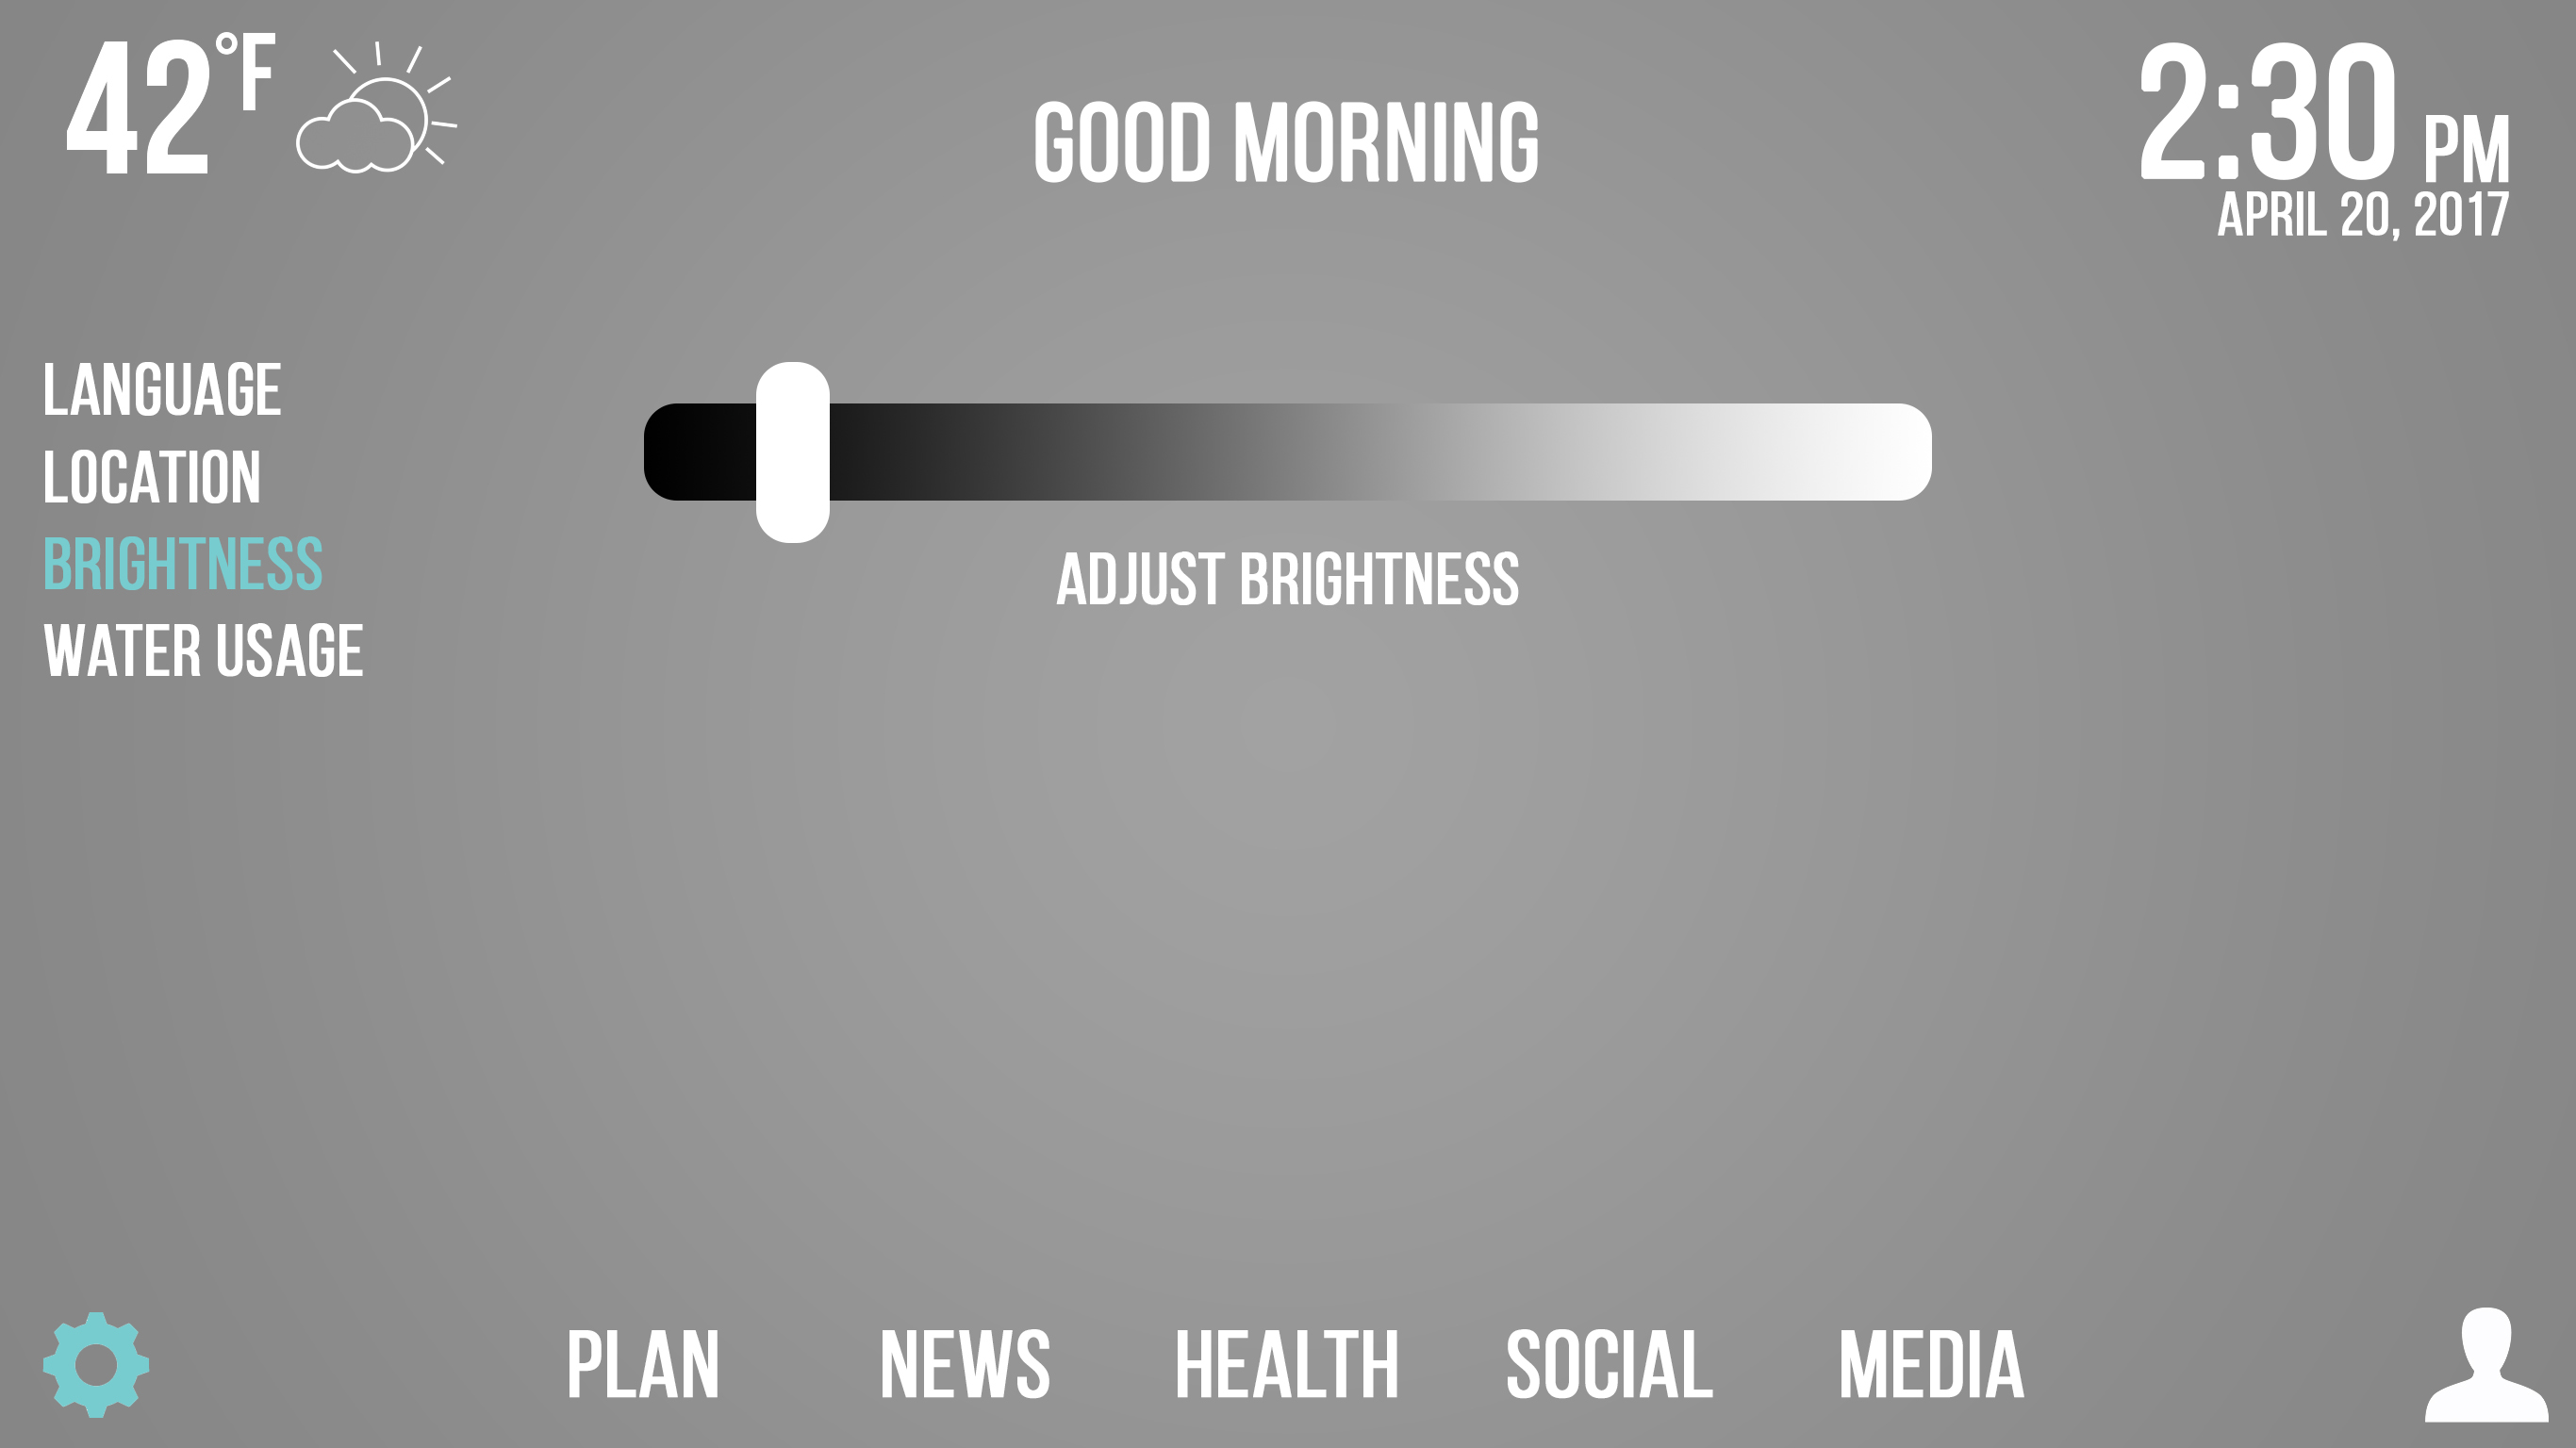 42°F
GOOD MORNING
2:30 PM
APRIL 20, 2017
LANGUAGE
LOCATION
BRIGHTNESS
WATER USAGE
ADJUST BRIGHTNESS
PLAN
NEWS
HEALTH
SOCIAL
MEDIA